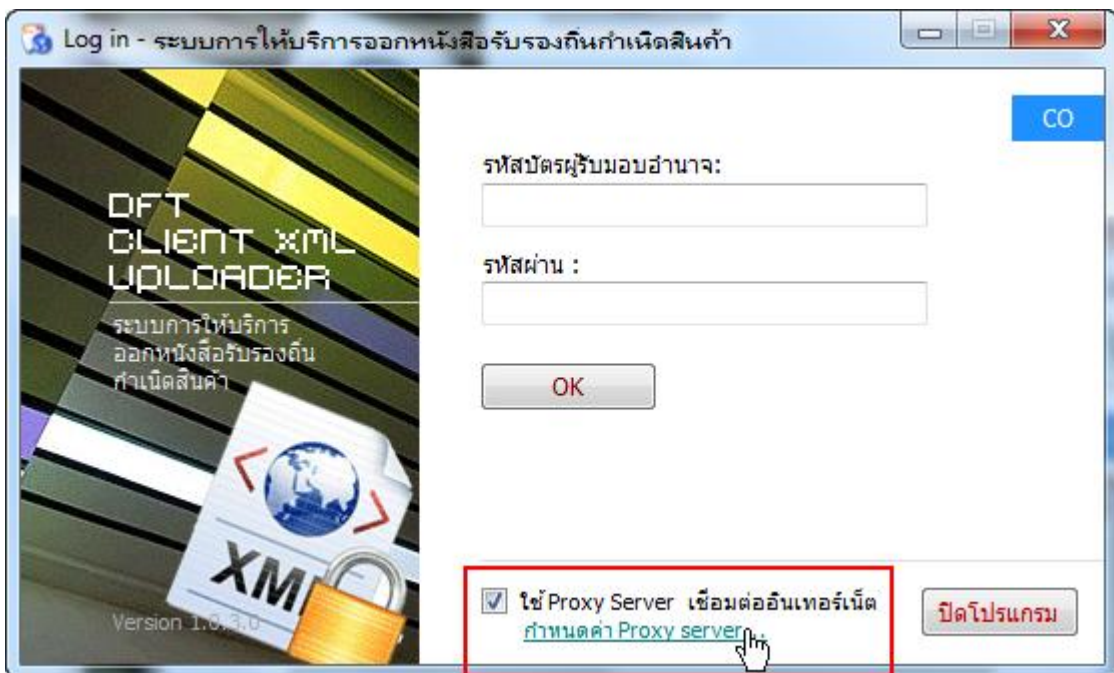 Log in - ระบบการให้บริการออกหนังสือรับรองถิ่นกำเนิดสินค้า
CO
รหัสบัตรผู้รับมอบอำนาจ:
รหัสผ่าน :
OK
DFT
CLIENT XML
UPLOADER
ระบบการให้บริการ
ออกหนังสือรับรองถิ่น
กำเนิดสินค้า
XM
Version 1.0.3.0
ใช้ Proxy Server เชื่อมต่ออินเทอร์เน็ต
กำหนดค่า Proxy server...
ปิดโปรแกรม